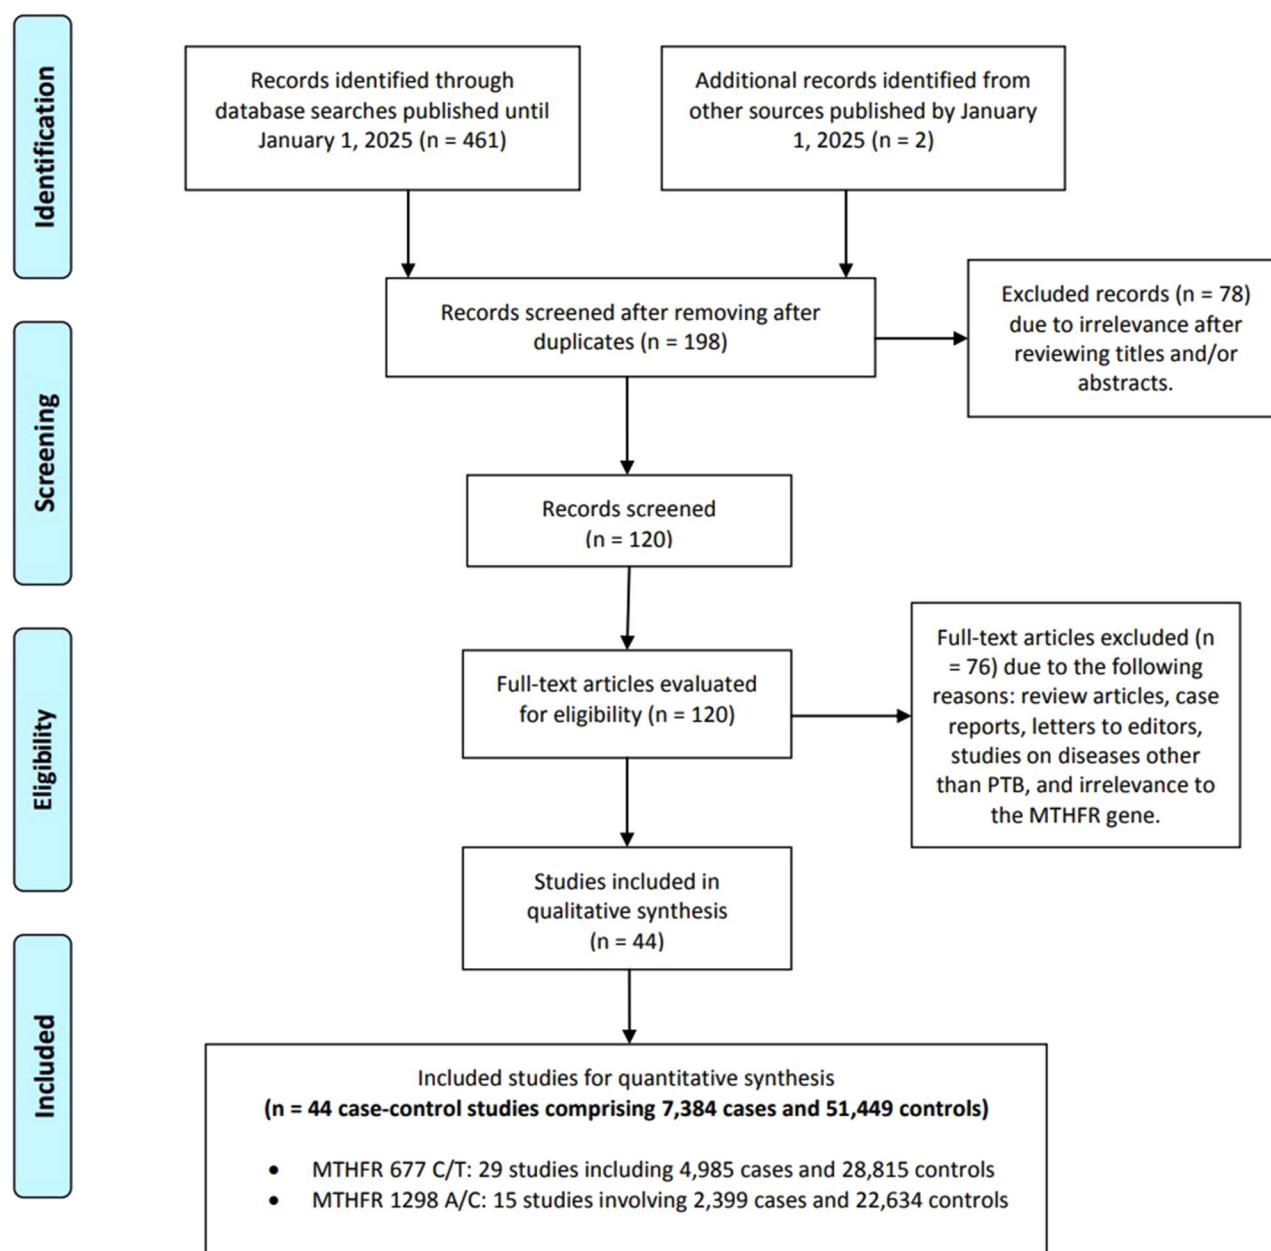 Identification
Records identified through
database searches published until
January 1, 2025 (n = 461)
Additional records identified from
other sources published by January
1, 2025 (n = 2)
Records screened after removing after
duplicates (n = 198)
Excluded records (n = 78)
due to irrelevance after
reviewing titles and/or
abstracts.
Screening
Records screened
(n = 120)
Eligibility
Full-text articles evaluated
for eligibility (n = 120)
Full-text articles excluded (n
= 76) due to the following
reasons: review articles, case
reports, letters to editors,
studies on diseases other
than PTB, and irrelevance to
the MTHFR gene.
Studies included in
qualitative synthesis
(n = 44)
Included
Included studies for quantitative synthesis
(n = 44 case-control studies comprising 7,384 cases and 51,449 controls)
• MTHFR 677 C/T: 29 studies including 4,985 cases and 28,815 controls
• MTHFR 1298 A/C: 15 studies involving 2,399 cases and 22,634 controls